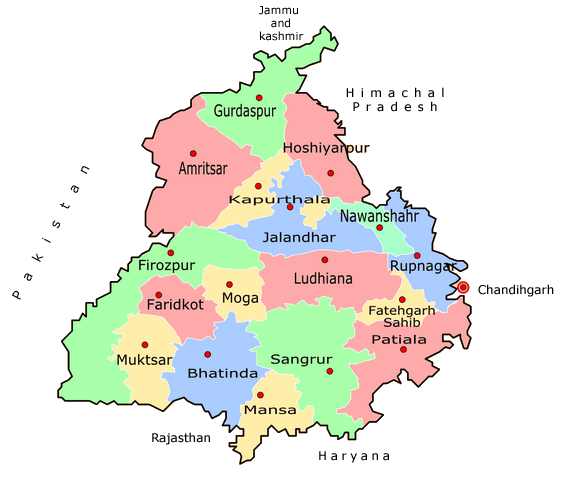 Jammu
and
kashmir
Himachal
Pradesh
Gurdaspur
Hoshiyarpur
Amritsar
Pakistan
Kapurthala
Nawanshahr
Jalandhar
Firozpur
Rupnagar
Ludhiana
Chandihgarh
Moga
Faridkot
Fatehgarh
Sahib
Patiala
Muktsar
Sangrur
Bhatinda
Mansa
Rajasthan
Haryana